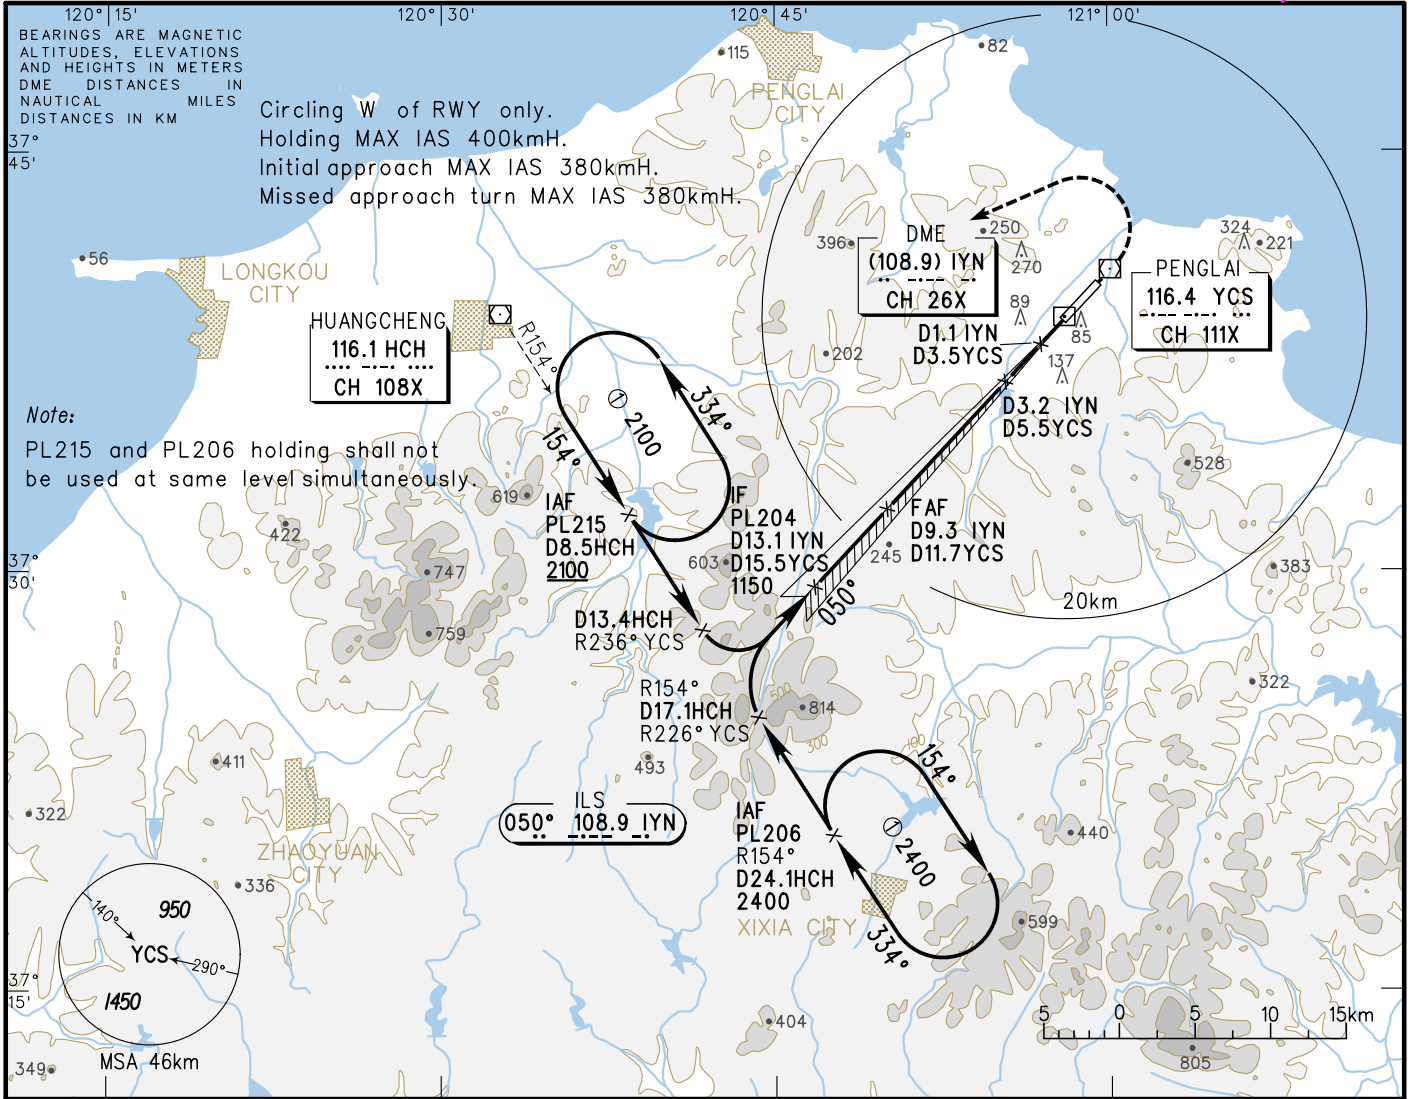 120° 15'
120° 30'
120° 45'
121° 00'
BEARINGS ARE MAGNETIC
ALTITUDES, ELEVATIONS
AND HEIGHTS IN METERS
DME DISTANCES IN
NAUTICAL MILES
DISTANCES IN KM
Circling W of RWY only.
Holding MAX IAS 400kmH.
Initial approach MAX IAS 380kmH.
Missed approach turn MAX IAS 380kmH.
115
82
PENGLAI
CITY
37°
45'
56
LONGKOU
CITY
396
250
270
324
221
DME
(108.9) IYN
CH 26X
PENGLAI
116.4 YCS
CH 111X
HUANGCHENG
116.1 HCH
CH 108X
R154°
89
85
D1.1 IYN
D3.5YCS
137
202
D3.2 IYN
D5.5YCS
Note:
PL215 and PL206 holding shall not
be used at same level simultaneously.
1 2100
334°
154°
619
422
747
759
528
383
IAF
PL215
D8.5HCH
2100
IF
PL204
D13.1 IYN
D15.5YCS
1150
603
FAF
D9.3 IYN
D11.7YCS
245
050°
20km
37°
30'
D13.4HCH
R236° YCS
R154°
D17.1HCH
R226° YCS
500
814
300
100
322
411
493
322
ILS
050° 108.9 IYN
IAF
PL206
R154°
D24.1HCH
2400
154°
1 2400
334°
440
ZHAOYUAN
CITY
336
XIXIA CITY
599
140°
950
YCS
290°
1450
MSA 46km
37°
15'
349
404
805
5 0 5 10 15km